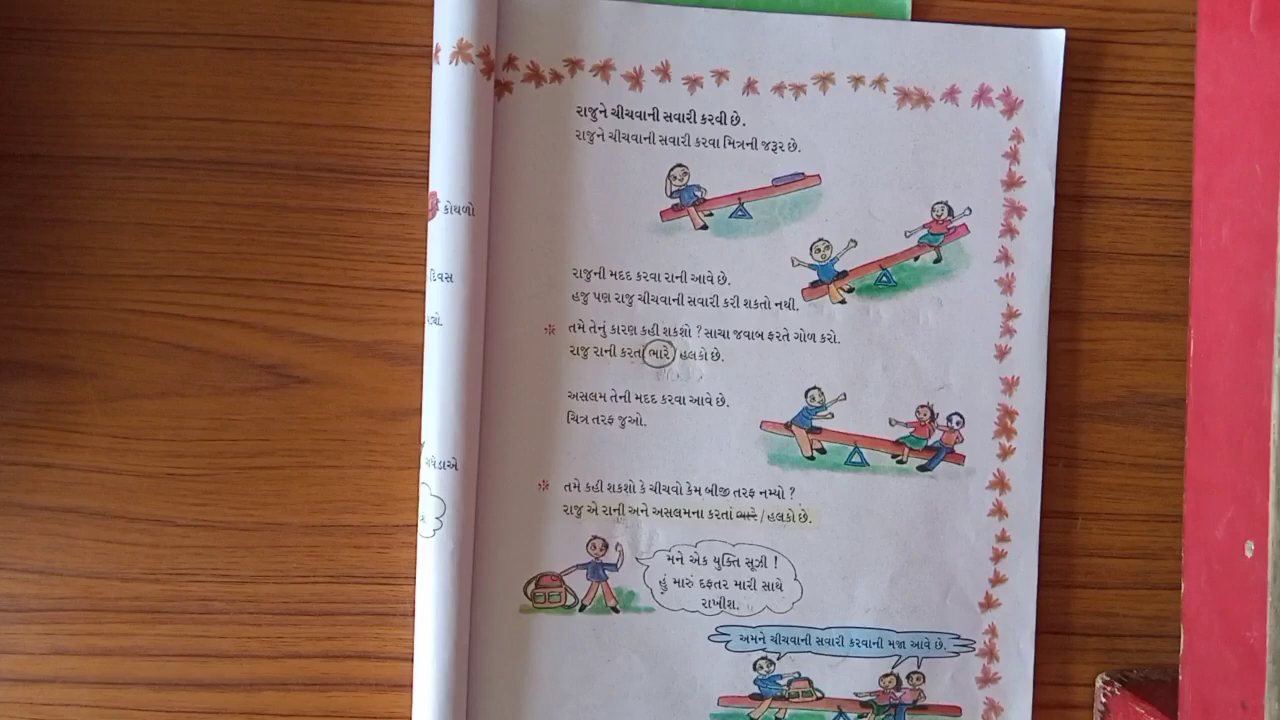 રાજુને ચીચવાની સવારી કરવી છે.
રાજુને ચીચવાની સવારી કરવા મિત્રની જરૂર છે.
રાજુની મદદ કરવા રાની આવે છે.
હજુ પણ રાજુ ચીચવાની સવારી કરી શકતો નથી.
તમે તેનું કારણ કહી શકશો ? સાચા જવાબ ફરતે ગોળ કરો.
રાજુ રાની કરતાં ભારે / હલકો છે.
અસલમ તેની મદદ કરવા આવે છે.
ચિત્ર તરફ જુઓ.
તમે કહી શકશો કે ચીચવો કેમ બીજી તરફ નમ્યો ?
રાજુ એ રાની અને અસલમના કરતાં ભારે / હલકો છે.
મને એક યુક્તિ સૂઝી !
હું મારું દફતર મારી સાથે
રાખીશ.
અમને ચીચવાની સવારી કરવાની મજા આવે છે.
કોથળો
દિવસ